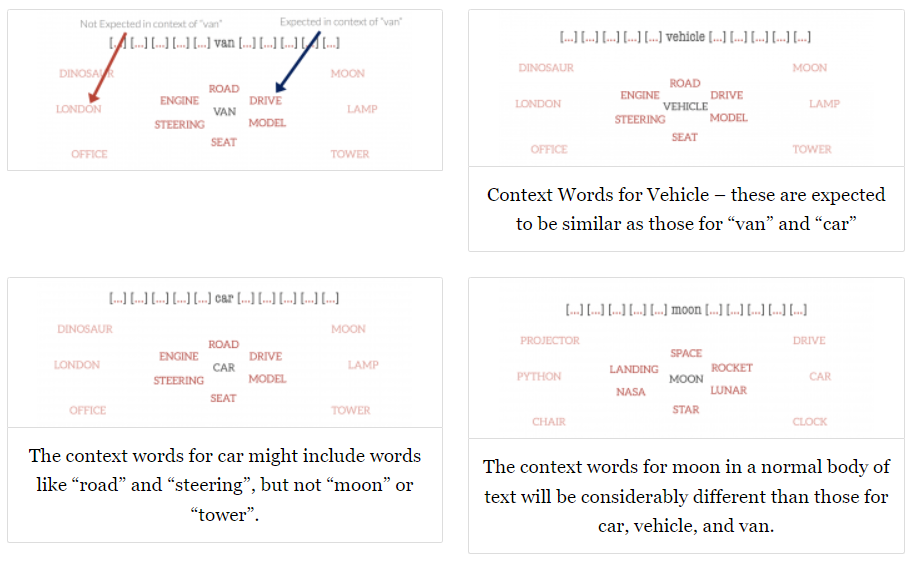 Not Expected in context of "van"
Expected in context of "van"
[...] [...] [...] [...] [...] van [...] [...] [...] [...] [...]
DINOSAUR
MOON
ROAD
ENGINE
DRIVE
LONDON
VAN
LAMP
STEERING
MODEL
SEAT
OFFICE
TOWER
[...] [...] [...] [...] [...] vehicle [...] [...] [...] [...] [...]
DINOSAUR
MOON
ROAD
ENGINE
DRIVE
LONDON
VEHICLE
LAMP
STEERING
MODEL
SEAT
OFFICE
TOWER
Context Words for Vehicle – these are expected
to be similar as those for “van” and “car”
[...] [...] [...] [...] [...] car [...] [...] [...] [...] [...]
DINOSAUR
MOON
ROAD
ENGINE
DRIVE
LONDON
CAR
LAMP
STEERING
MODEL
SEAT
OFFICE
TOWER
The context words for car might include words
like “road” and “steering”, but not “moon” or
“tower”.
[...] [...] [...] [...] [...] moon [...] [...] [...] [...] [...]
PROJECTOR
DRIVE
SPACE
LANDING
ROCKET
PYTHON
MOON
CAR
NASA
LUNAR
STAR
CHAIR
CLOCK
The context words for moon in a normal body of
text will be considerably different than those for
car, vehicle, and van.